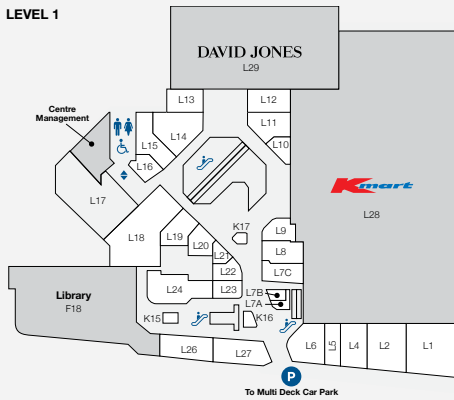 LEVEL 1
DAVID JONES
L29
L13
L12
Centre
Management
L11
L14
L15
L10
L16
Kmart
L17
L28
K17
L9
L18
L19
L20
L8
L21
L22
L7C
L24
L23
L7B
Library
L7A
F18
K15
K16
L6
L5
L4
L2
L1
L26
L27
P
To Multi Deck Car Park